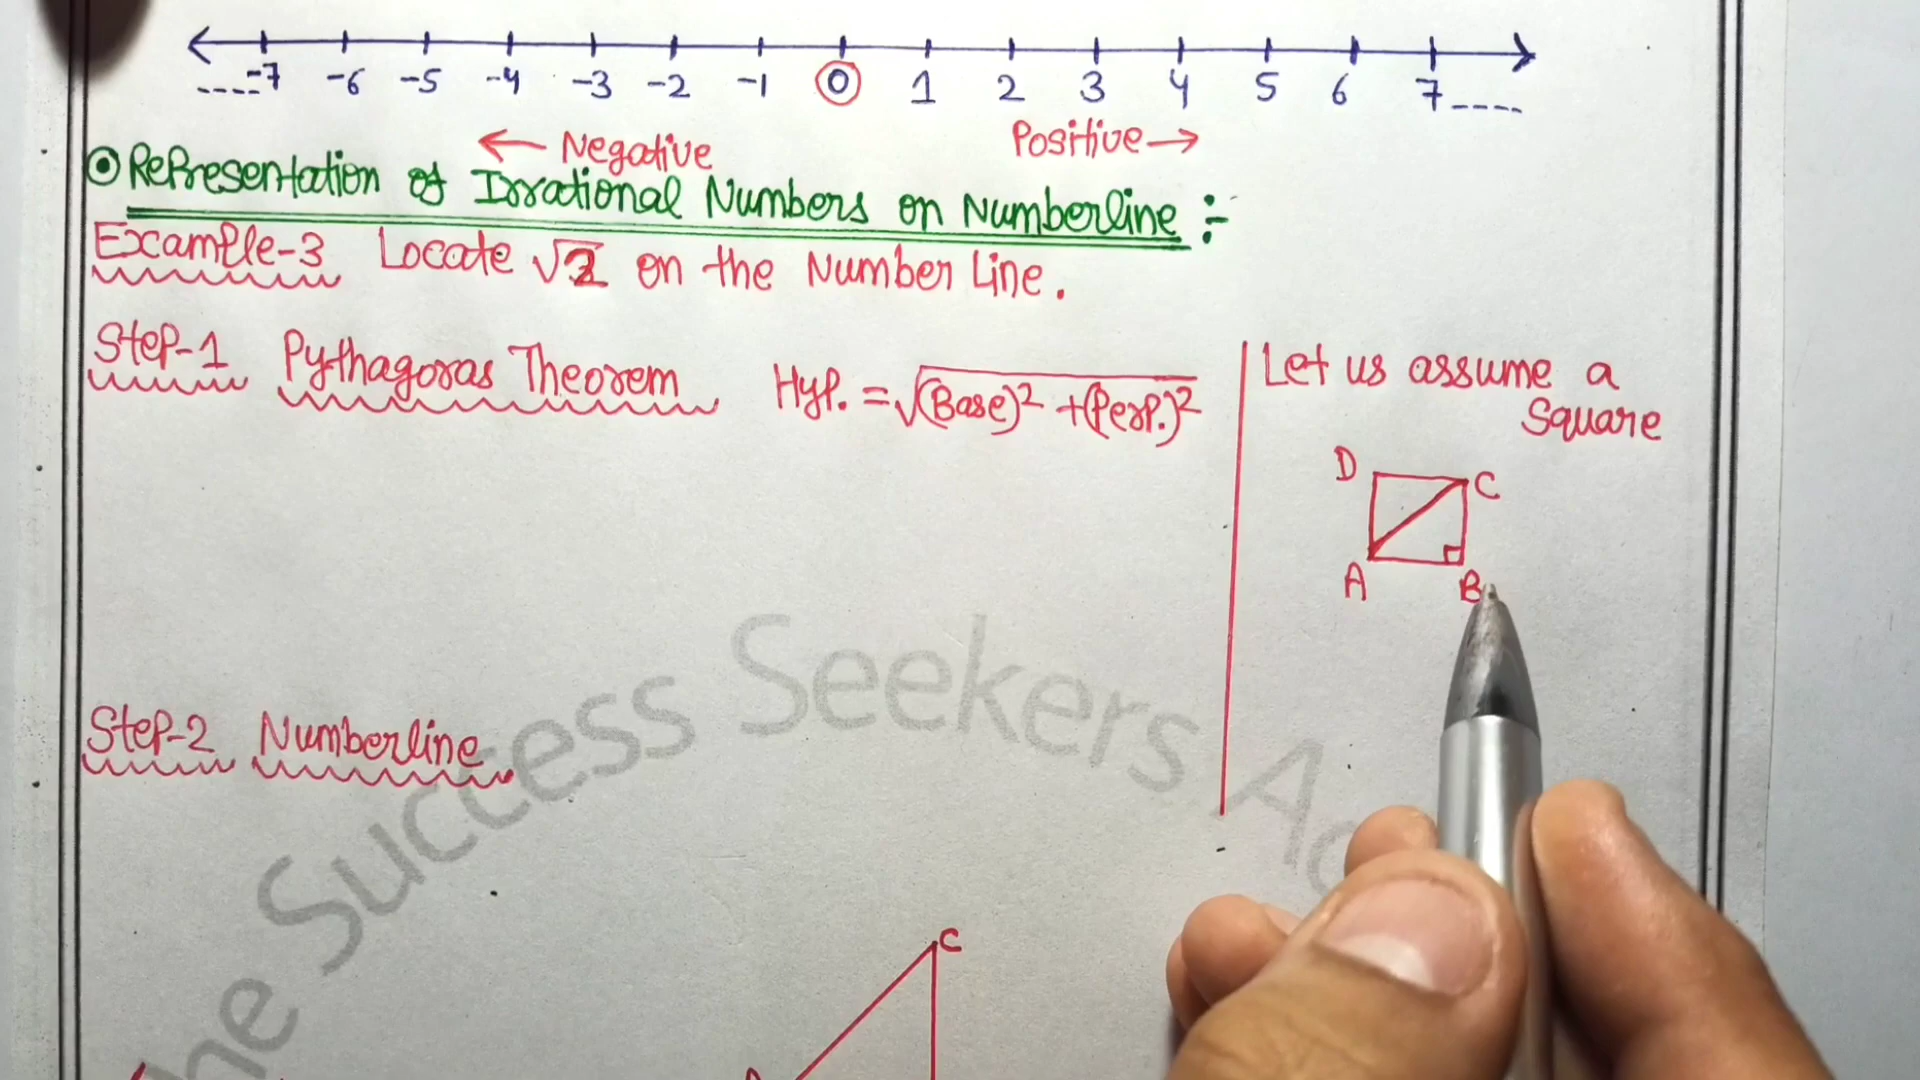 ----7 -6 -5 -4 -3 -2 -1 0 1 2 3 4 5 6 7----
← Negative Positive →
Representation of Irrational Numbers on Numberline :-
Example-3 Locate √2 on the Number Line.
Step-1 Pythagoras Theorem Hyp. = √(Base)² + (Perp.)²
Let us assume a
Square
D C
A B
Step-2 Numberline
The Success Seekers
C